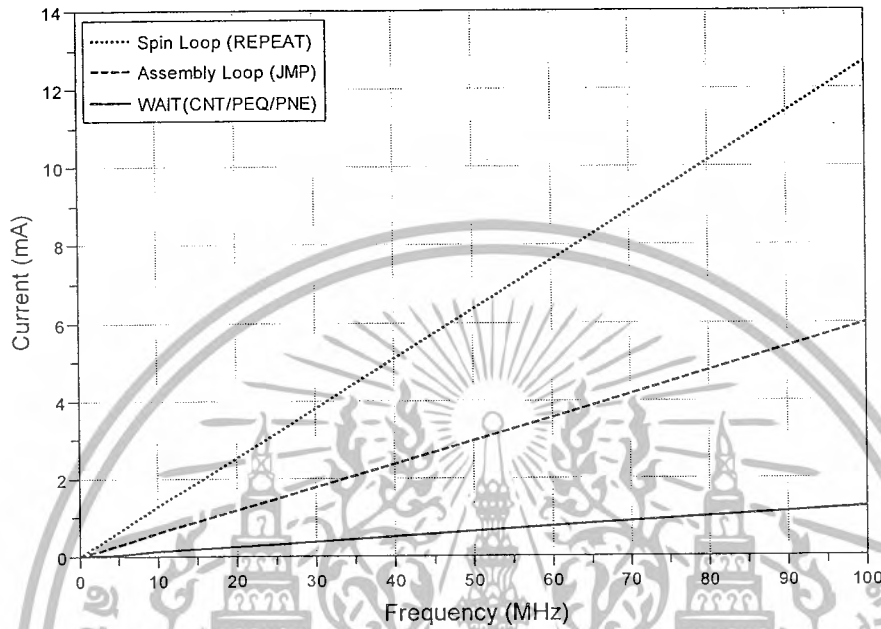 14
12
10
8
6
4
2
0
Current (mA)
Spin Loop (REPEAT)
Assembly Loop (JMP)
WAIT(CNT/PEQ/PNE)
0 10 20 30 40 50 60 70 80 90 100
Frequency (MHz)